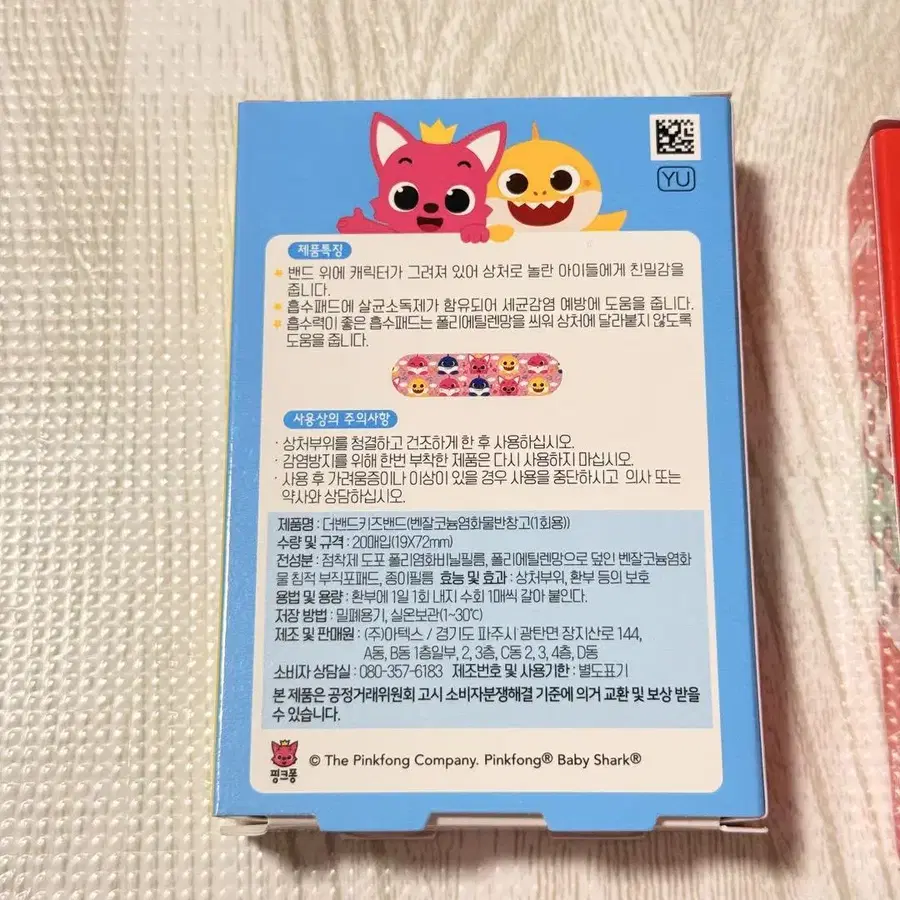 YU
제품특징
밴드 위에 캐릭터가 그려져 있어 상처로 놀란 아이들에게 친밀감을
줍니다.
흡수패드에 살균소독제가 함유되어 세균감염 예방에 도움을 줍니다.
흡수력이 좋은 흡수패드는 폴리에틸렌망을 씌워 상처에 달라붙지 않도록
도움을 줍니다.
사용상의 주의사항
· 상처부위를 청결하고 건조하게 한 후 사용하십시오.
· 감염방지를 위해 한번 부착한 제품은 다시 사용하지 마십시오.
· 사용 후 가려움증이나 이상이 있을 경우 사용을 중단하시고 의사 또는
약사와 상담하십시오.
제품명 : 더밴드키즈밴드(벤잘코늄염화물반창고(1회용))
수량 및 규격 : 20매입(19X72mm)
전성분 : 점착제 도포 폴리염화비닐필름, 폴리에틸렌망으로 덮인 벤잘코늄염화
물 침적 부직포패드, 종이필름 효능 및 효과 : 상처부위, 환부 등의 보호
용법 및 용량 : 환부에 1일 1회 내지 수회 1매씩 갈아 붙인다.
저장 방법 : 밀폐용기, 실온보관(1~30℃)
제조 및 판매원 : (주)아텍스 / 경기도 파주시 광탄면 장지산로 144,
A동, B동 1층일부, 2, 3층, C동 2, 3, 4층, D동
소비자 상담실 : 080-357-6183 제조번호 및 사용기한 : 별도표기
본 제품은 공정거래위원회 고시 소비자분쟁해결 기준에 의거 교환 및 보상 받을
수 있습니다.
핑크퐁
© The Pinkfong Company. Pinkfong® Baby Shark®